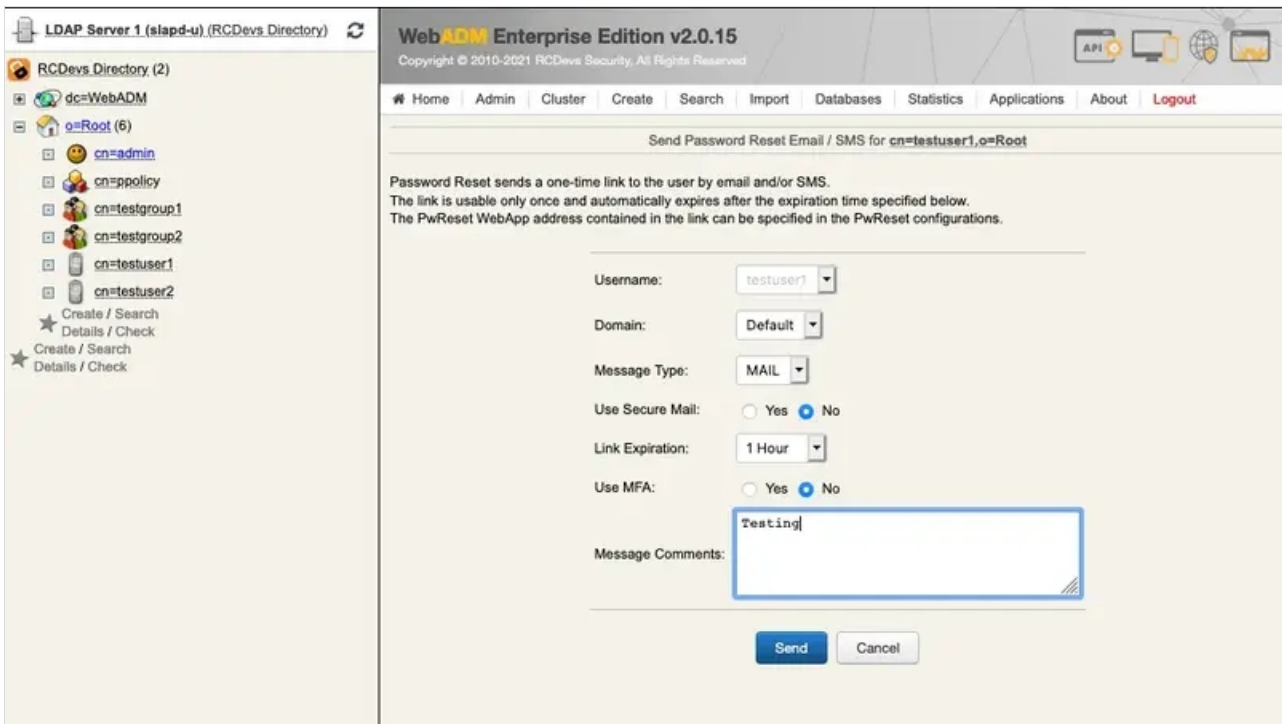 LDAP Server 1 (slapd-u) (RCDevs Directory)
RCDevs Directory (2)
dc=WebADM
o=Root (6)
cn=admin
cn=ppolicy
cn=testgroup1
cn=testgroup2
cn=testuser1
cn=testuser2
Create / Search
Details / Check
Create / Search
Details / Check
WebADM Enterprise Edition v2.0.15
Copyright © 2010-2021 RCDevs Security, All Rights Reserved
API
Home Admin Cluster Create Search Import Databases Statistics Applications About Logout
Send Password Reset Email / SMS for cn=testuser1,o=Root
Password Reset sends a one-time link to the user by email and/or SMS.
The link is usable only once and automatically expires after the expiration time specified below.
The PwReset WebApp address contained in the link can be specified in the PwReset configurations.
Username: testuser1
Domain: Default
Message Type: MAIL
Use Secure Mail: Yes No
Link Expiration: 1 Hour
Use MFA: Yes No
Message Comments: Testing
Send Cancel